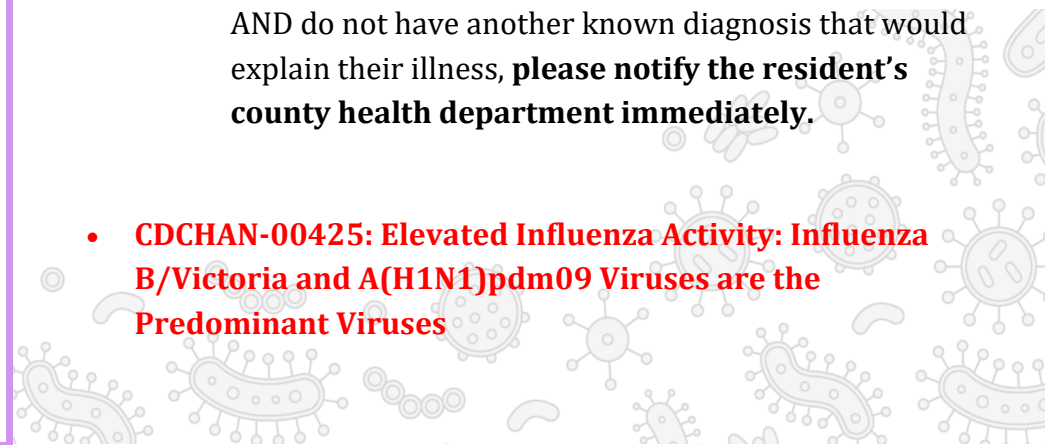 AND do not have another known diagnosis that would
explain their illness, please notify the resident’s
county health department immediately.
• CDCHAN-00425: Elevated Influenza Activity: Influenza
B/Victoria and A(H1N1)pdm09 Viruses are the
Predominant Viruses